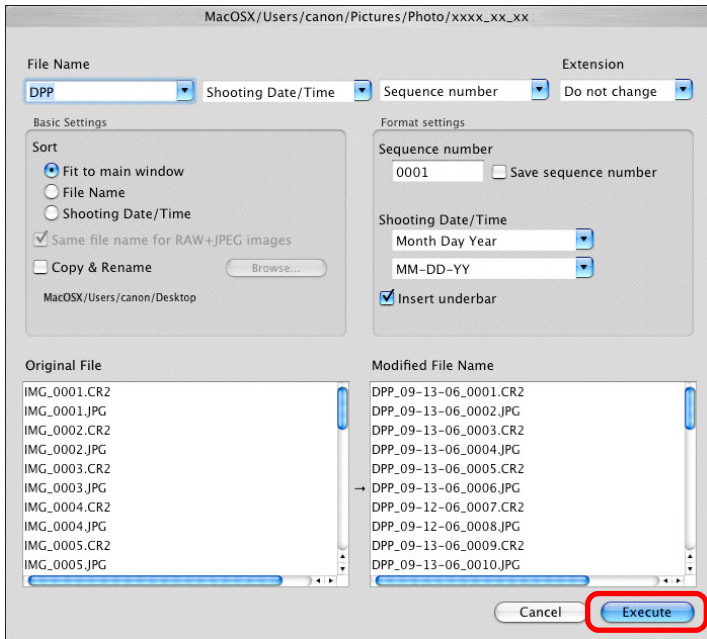 MacOSX/Users/canon/Pictures/Photo/xxxx_xx_xx
File Name
Extension
DPP
Shooting Date/Time
Sequence number
Do not change
Basic Settings
Sort
Fit to main window
File Name
Shooting Date/Time
Same file name for RAW+JPEG images
Copy & Rename
Browse...
MacOSX/Users/canon/Desktop
Format settings
Sequence number
0001
Save sequence number
Shooting Date/Time
Month Day Year
MM-DD-YY
Insert underbar
Original File
IMG_0001.CR2
IMG_0001.JPG
IMG_0002.CR2
IMG_0002.JPG
IMG_0003.CR2
IMG_0003.JPG
IMG_0004.CR2
IMG_0004.JPG
IMG_0005.CR2
IMG_0005.JPG
→
Modified File Name
DPP_09-13-06_0001.CR2
DPP_09-13-06_0002.JPG
DPP_09-13-06_0003.CR2
DPP_09-13-06_0004.JPG
DPP_09-13-06_0005.CR2
DPP_09-13-06_0006.JPG
DPP_09-12-06_0007.CR2
DPP_09-12-06_0008.JPG
DPP_09-13-06_0009.CR2
DPP_09-13-06_0010.JPG
Cancel
Execute